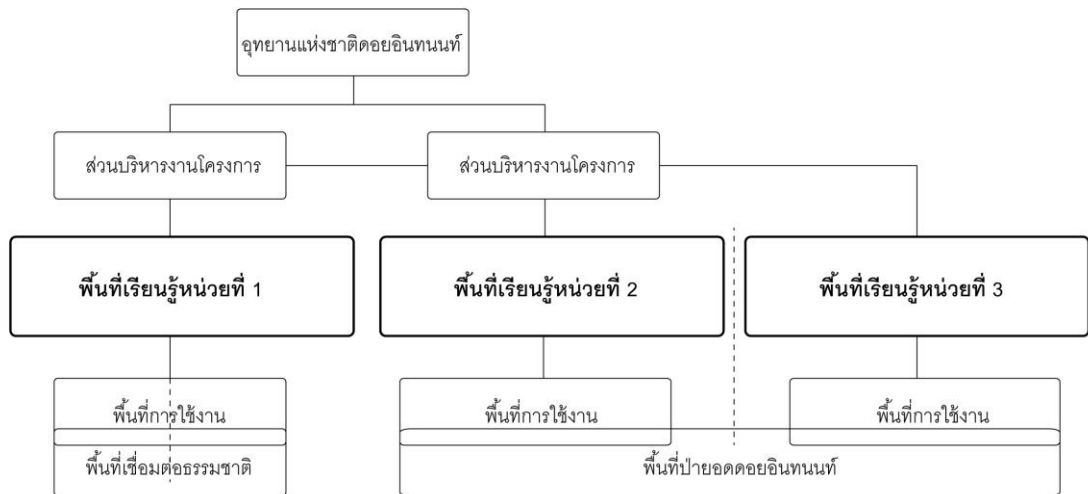 อุทยานแห่งชาติดอยอินทนนท์
ส่วนบริหารงานโครงการ
ส่วนบริหารงานโครงการ
พื้นที่เรียนรู้หน่วยที่ 1
พื้นที่เรียนรู้หน่วยที่ 2
พื้นที่เรียนรู้หน่วยที่ 3
พื้นที่การใช้งาน
พื้นที่การใช้งาน
พื้นที่การใช้งาน
พื้นที่เชื่อมต่อธรรมชาติ
พื้นที่ป่ายอดดอยอินทนนท์